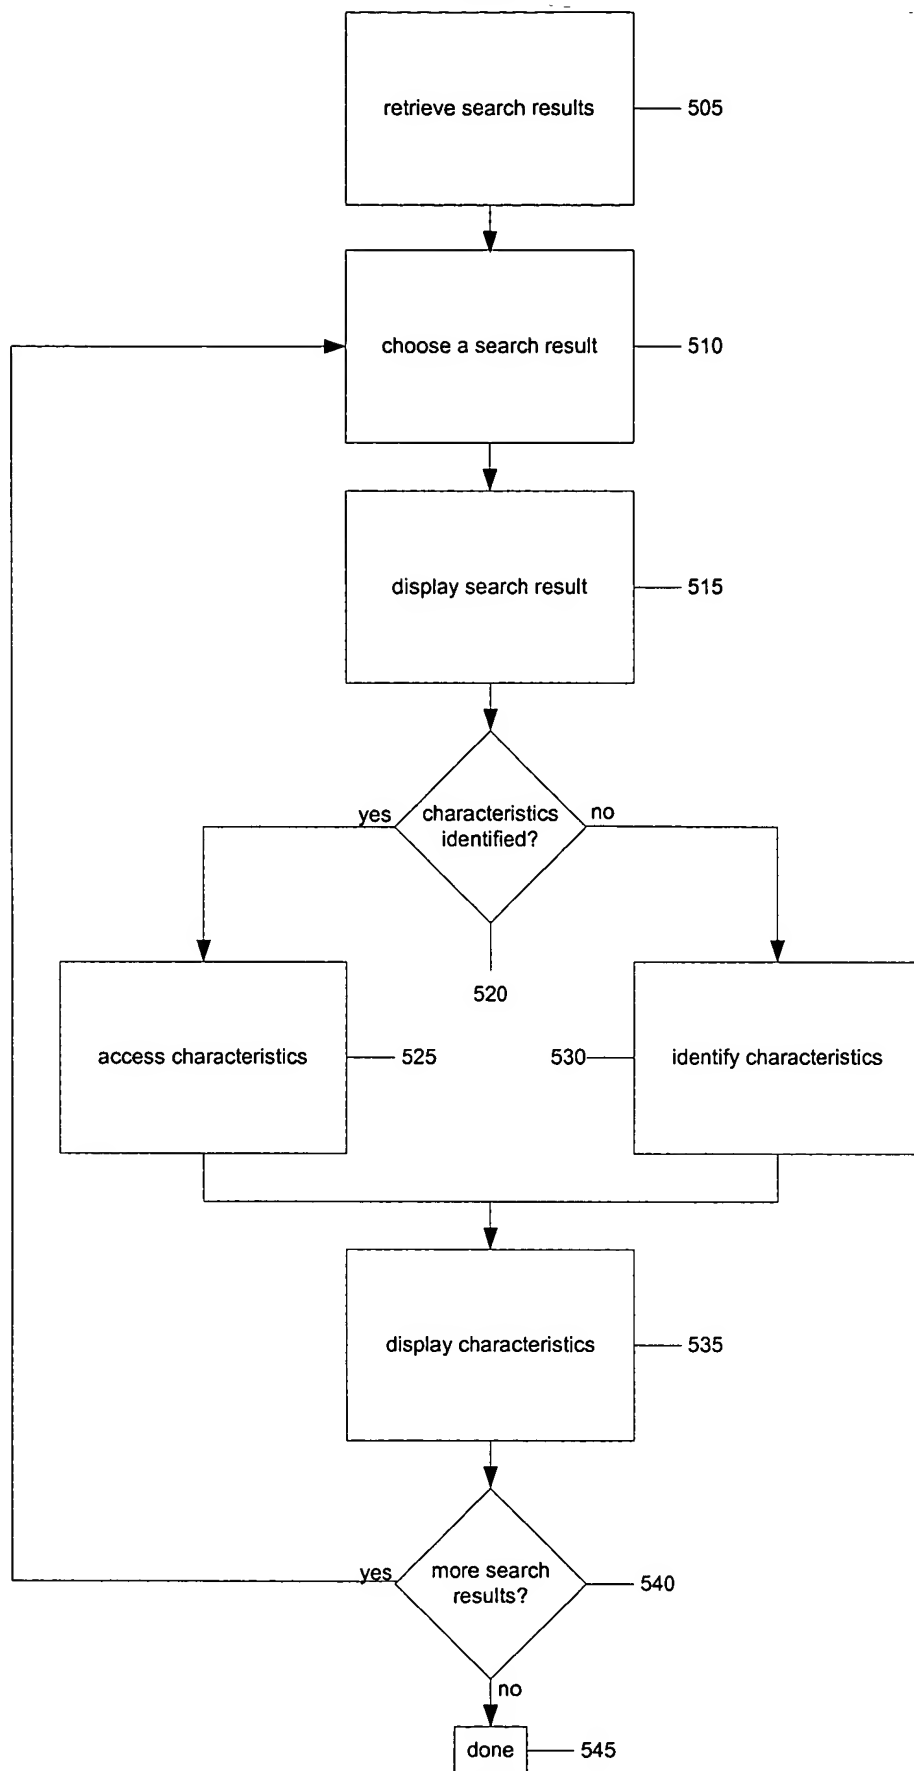 retrieve search results
505
choose a search result
510
display search result
515
yes
characteristics
identified?
no
520
access characteristics
525
530
identify characteristics
display characteristics
535
yes
more search
results?
540
no
done
545